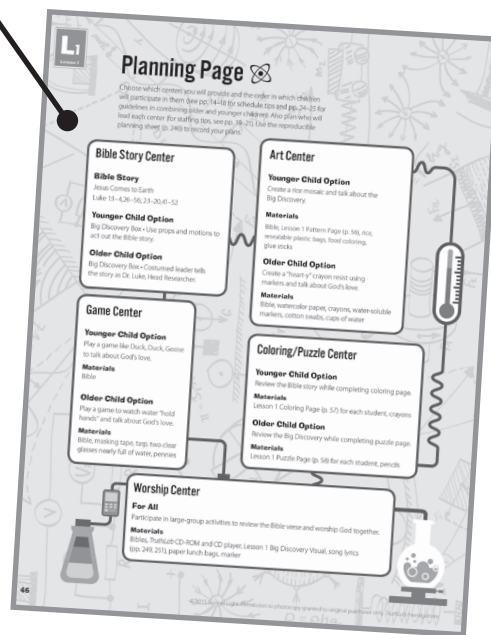 L1
Planning Page
Choose which centers you will provide and the order in which children
will participate in them (see pp. 14–18 for schedule tips and pp. 24–25 for
guidelines in combining older and younger children). Also plan who will
lead each center (for staffing tips, see pp. 19–21). Use the reproducible
planning sheet (p. 240) to record your plans.
Bible Story Center
Bible Story
Jesus Comes to Earth
Luke 1:5–4,26–56; 2:1–20,41–52
Younger Child Option
Big Discovery Box • Use props and motions to
act out the Bible story.
Older Child Option
Big Discovery Box • Costumed leader tells
the story as Dr. Luke, Head Researcher.
Art Center
Younger Child Option
Create a rice mosaic and talk about the
Big Discovery.
Materials
Bible, Lesson 1 Pattern Page (p. 56), rice,
resealable plastic bags, food coloring,
glue sticks
Older Child Option
Create a "heart-y" crayon resist using
markers and talk about God's love.
Materials
Bible, watercolor paper, crayons, water-soluble
markers, cotton swabs, cups of water
Game Center
Younger Child Option
Play a game like Duck, Duck, Goose
to talk about God's love.
Materials
Bible
Older Child Option
Play a game to watch water "hold
hands" and talk about God's love.
Materials
Bible, masking tape, tarp, two clear
glasses nearly full of water, pennies
Coloring/Puzzle Center
Younger Child Option
Review the Bible story while completing coloring page.
Materials
Lesson 1 Coloring Page (p. 57) for each student, crayons
Older Child Option
Review the Big Discovery while completing puzzle page.
Materials
Lesson 1 Puzzle Page (p. 58) for each student, pencils
Worship Center
For All
Participate in large-group activities to review the Bible verse and worship God together.
Materials
Bibles, TruthLab CD-ROM and CD player, Lesson 1 Big Discovery Visual, song lyrics
(pp. 249, 251), paper lunch bags, marker
46